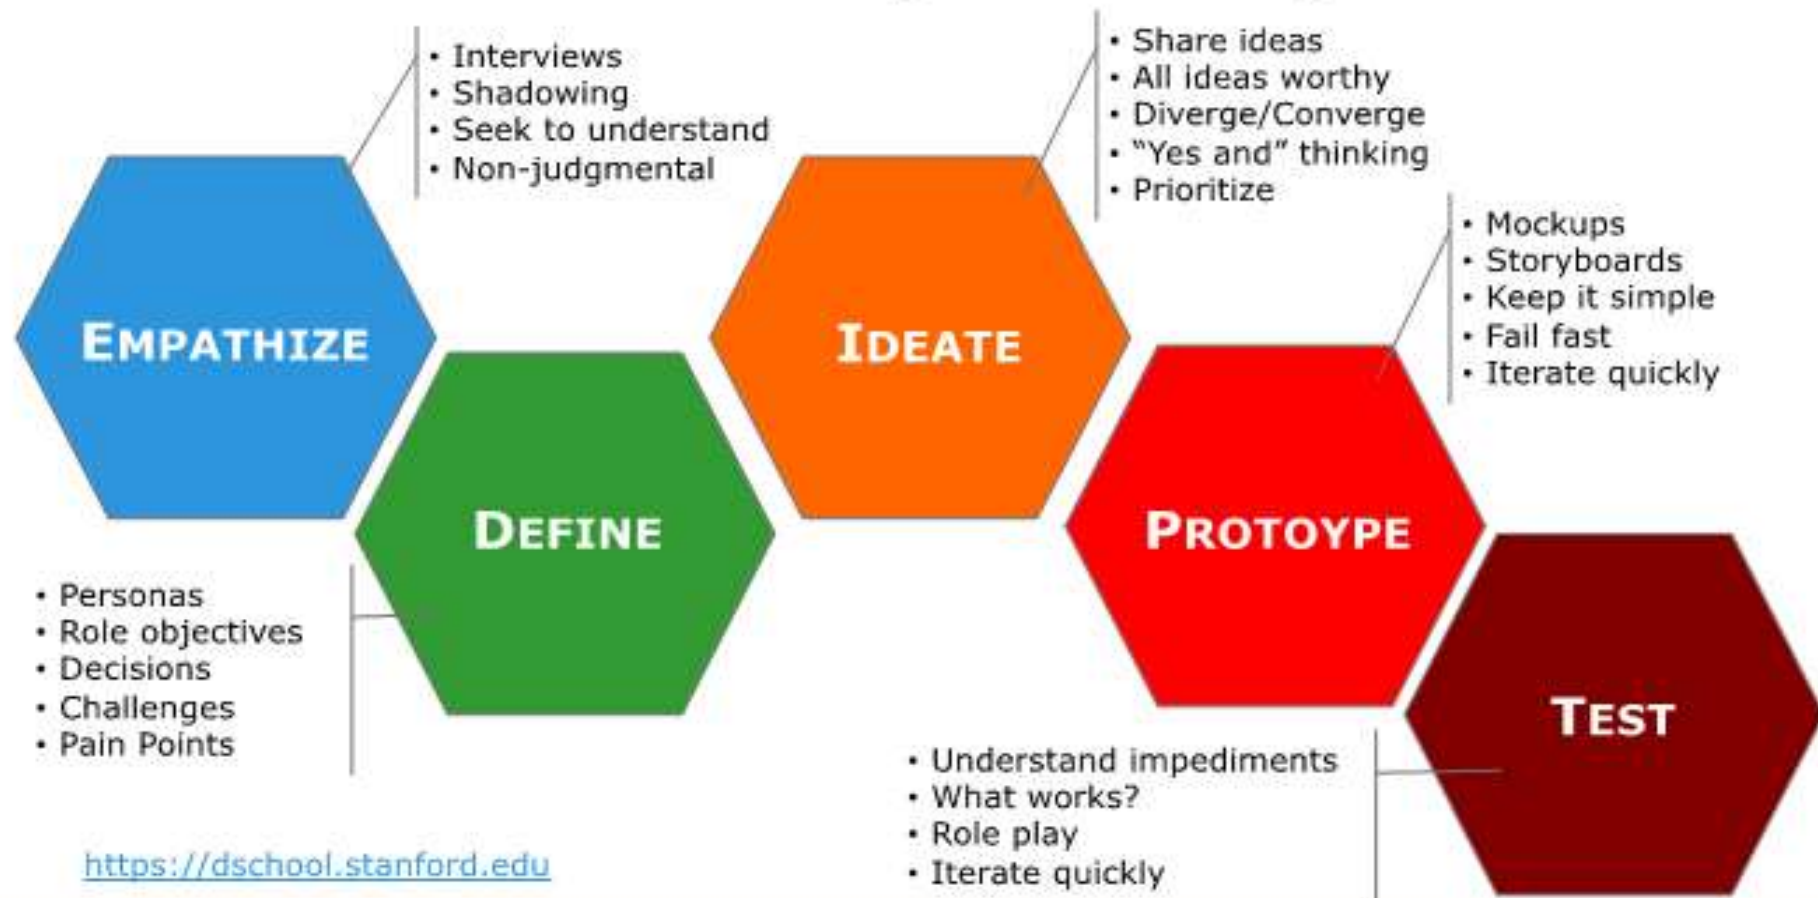 • Interviews
• Shadowing
• Seek to understand
• Non-judgmental
EMPATHIZE
• Personas
• Role objectives
• Decisions
• Challenges
• Pain Points
DEFINE
• Share ideas
• All ideas worthy
• Diverge/Converge
• “Yes and” thinking
• Prioritize
IDEATE
• Mockups
• Storyboards
• Keep it simple
• Fail fast
• Iterate quickly
PROTOYPE
• Understand impediments
• What works?
• Role play
• Iterate quickly
TEST
https://dschool.stanford.edu